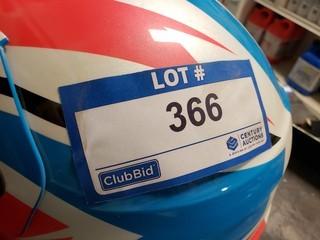 LOT #
366
ClubBid
CENTURY
AUCTIONS